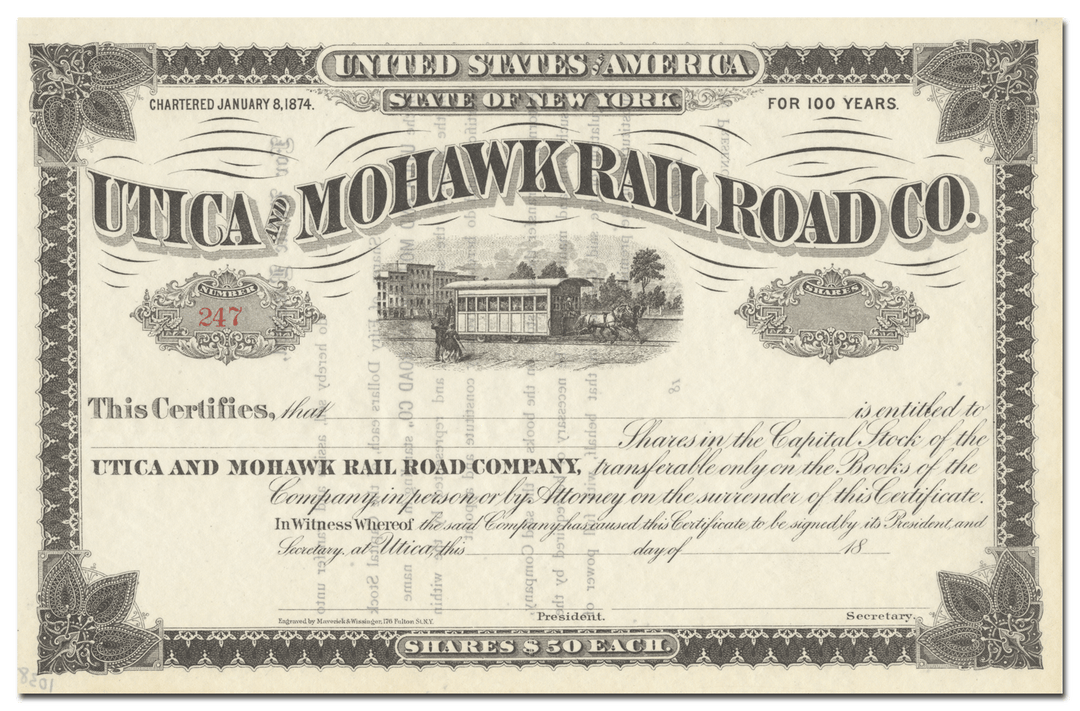 UNITED STATES OF AMERICA.
CHARTERED JANUARY 8, 1874.
STATE OF NEW YORK.
FOR 100 YEARS.
UTICA AND MOHAWK RAIL ROAD CO.
NUMBER
247
SHARES
This Certifies, that is entitled to
Shares in the Capital Stock of the
UTICA AND MOHAWK RAIL ROAD COMPANY, transferable only on the Books of the
Company in person or by Attorney on the surrender of this Certificate.
In Witness Whereof the said Company has caused this Certificate to be signed by its President, and
Secretary, at Utica, this day of 18
President. Secretary.
Engraved by Maverick & Wissinger, 176 Fulton St. N.Y.
SHARES $50 EACH.
1038